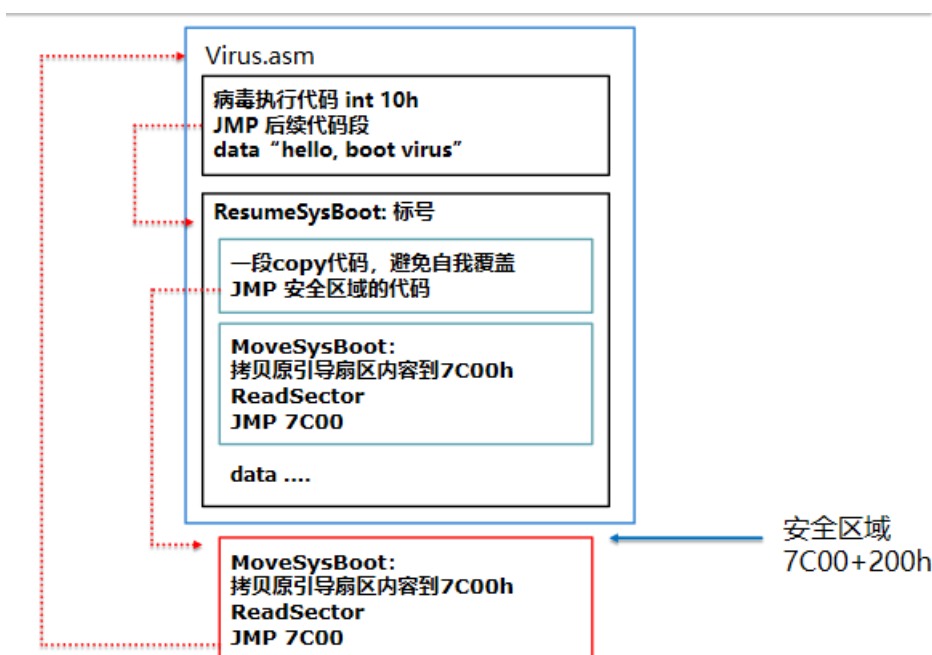 Virus.asm
病毒执行代码 int 10h
JMP 后续代码段
data “hello, boot virus”
ResumeSysBoot: 标号
一段copy代码，避免自我覆盖
JMP 安全区域的代码
MoveSysBoot:
拷贝原引导扇区内容到7C00h
ReadSector
JMP 7C00
data ....
安全区域
7C00+200h
MoveSysBoot:
拷贝原引导扇区内容到7C00h
ReadSector
JMP 7C00